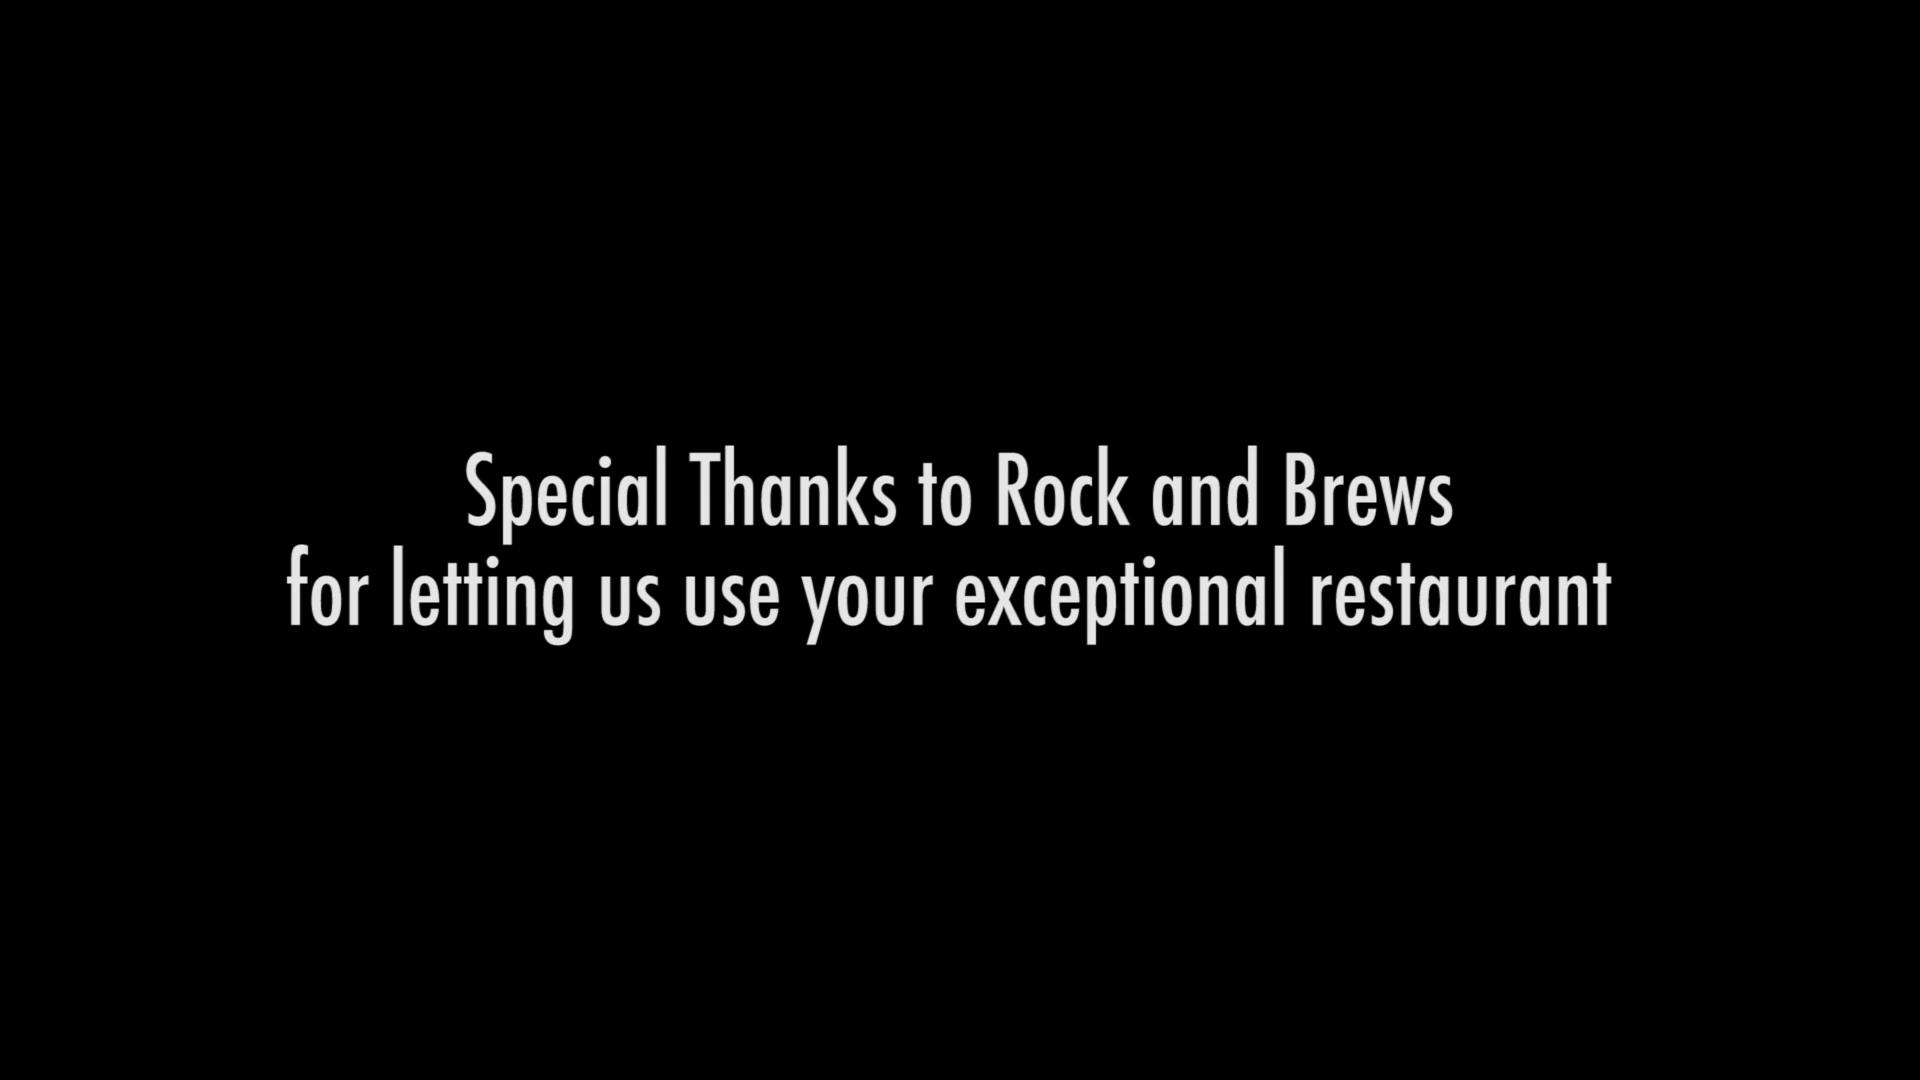 Special Thanks to Rock and Brews
for letting us use your exceptional restaurant